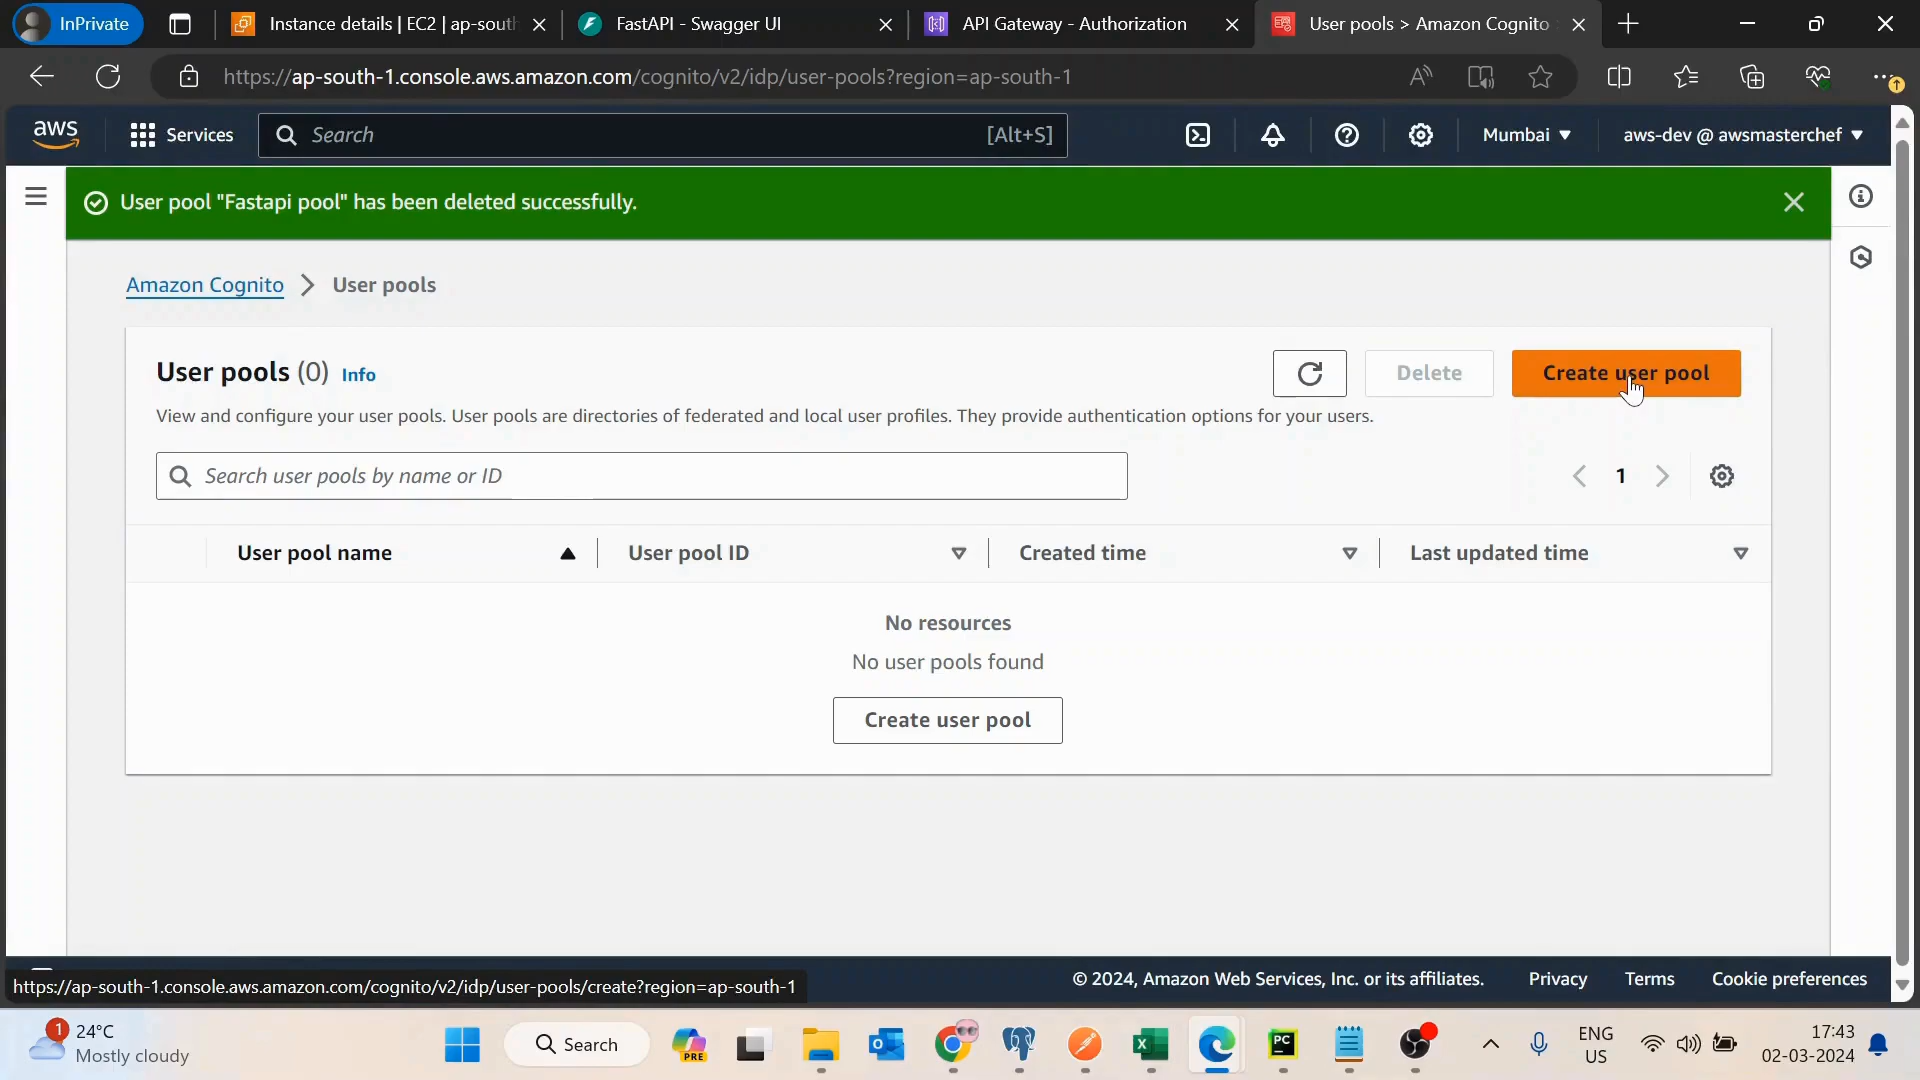 InPrivate
Instance details | EC2 | ap-south
FastAPI - Swagger UI
API Gateway - Authorization
User pools > Amazon Cognito
https://ap-south-1.console.aws.amazon.com/cognito/v2/idp/user-pools?region=ap-south-1
aws
Services
Search
[Alt+S]
Mumbai
aws-dev @ awsmasterchef
User pool "Fastapi pool" has been deleted successfully.
Amazon Cognito
User pools
User pools (0) Info
Delete
Create user pool
View and configure your user pools. User pools are directories of federated and local user profiles. They provide authentication options for your users.
Search user pools by name or ID
1
User pool name
User pool ID
Created time
Last updated time
No resources
No user pools found
Create user pool
https://ap-south-1.console.aws.amazon.com/cognito/v2/idp/user-pools/create?region=ap-south-1
© 2024, Amazon Web Services, Inc. or its affiliates.
Privacy
Terms
Cookie preferences
1
24°C
Mostly cloudy
Search
PRE
PC
ENG
US
17:43
02-03-2024